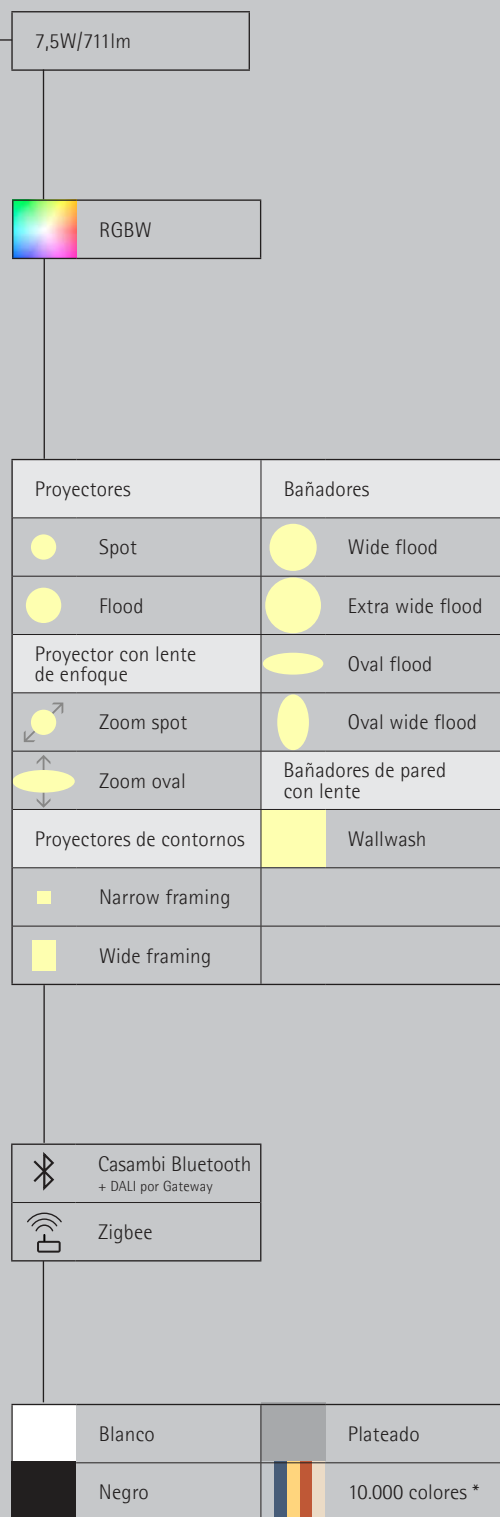 7,5W/711lm
RGBW
Proyectores
Bañadores
Spot
Wide flood
Flood
Extra wide flood
Proyector con lente
de enfoque
Oval flood
Zoom spot
Oval wide flood
Zoom oval
Bañadores de pared
con lente
Proyectores de contornos
Wallwash
Narrow framing
Wide framing
Casambi Bluetooth
+ DALI por Gateway
Zigbee
Blanco
Plateado
Negro
10.000 colores *